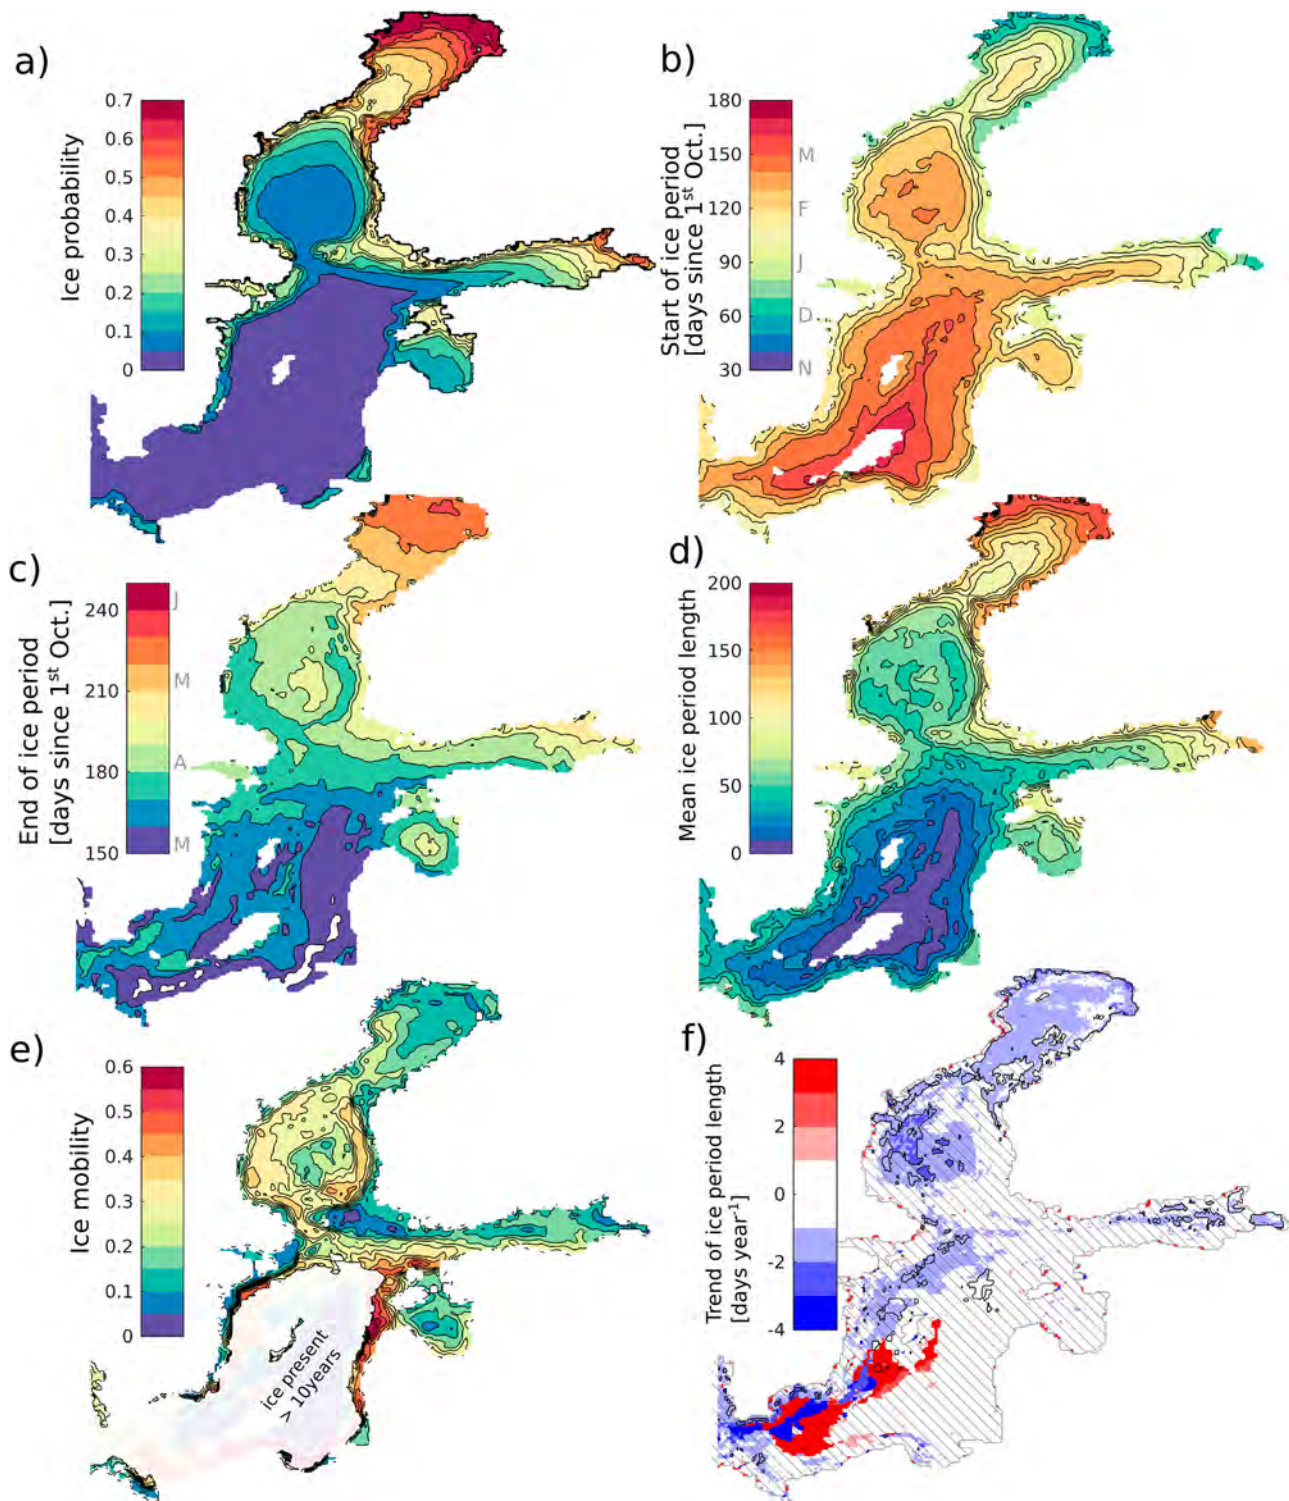 a)
Ice probability
0.7
0.6
0.5
0.4
0.3
0.2
0.1
0
b)
Start of ice period
[days since 1st Oct.]
180
150
120
90
60
30
M
F
J
D
N
c)
End of ice period
[days since 1st Oct.]
240
210
180
150
J
M
A
M
d)
Mean ice period length
200
150
100
50
0
e)
Ice mobility
0.6
0.5
0.4
0.3
0.2
0.1
0
ice present
> 10years
f)
Trend of ice period length
[days year-1]
4
2
0
-2
-4